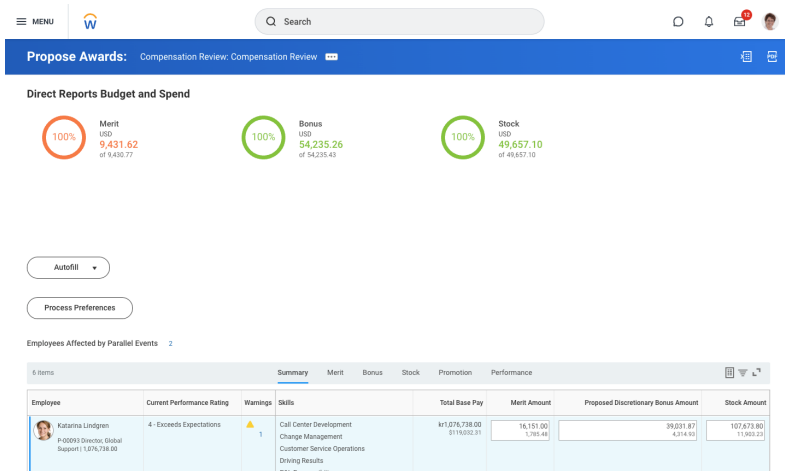 MENU
W
Search
12
Propose Awards: Compensation Review: Compensation Review
X
PDF
Direct Reports Budget and Spend
100%
Merit
USD
9,431.62
of 9,430.77
100%
Bonus
USD
54,235.26
of 54,235.43
100%
Stock
USD
49,657.10
of 49,657.10
Autofill
Process Preferences
Employees Affected by Parallel Events 2
6 items Summary Merit Bonus Stock Promotion Performance
Employee Current Performance Rating Warnings Skills Total Base Pay Merit Amount Proposed Discretionary Bonus Amount Stock Amount
Katarina Lindgren
P-00093 Director, Global
Support | 1,076,738.00
4 - Exceeds Expectations
1
Call Center Development
Change Management
Customer Service Operations
Driving Results
kr1,076,738.00
$119,032.31
16,151.00
1,785.48
39,031.87
4,314.93
107,673.80
11,903.23